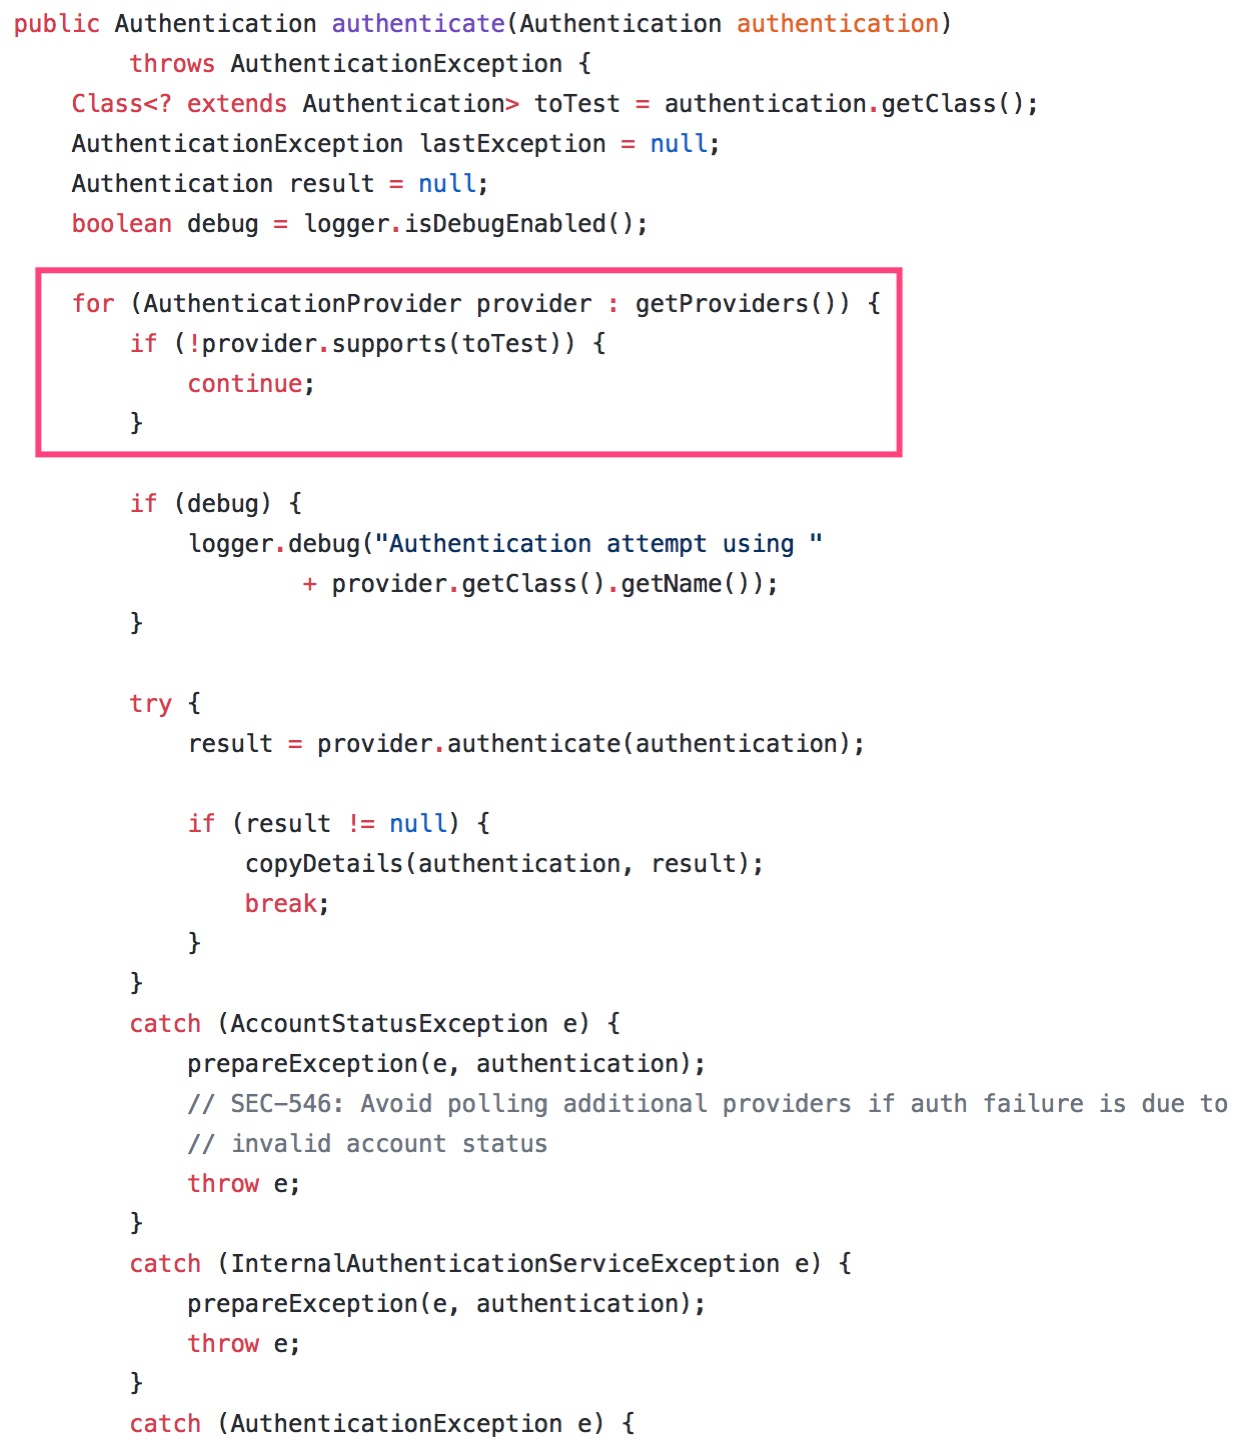 public Authentication authenticate(Authentication authentication)
        throws AuthenticationException {
    Class<? extends Authentication> toTest = authentication.getClass();
    AuthenticationException lastException = null;
    Authentication result = null;
    boolean debug = logger.isDebugEnabled();

    for (AuthenticationProvider provider : getProviders()) {
        if (!provider.supports(toTest)) {
            continue;
        }

        if (debug) {
            logger.debug("Authentication attempt using "
                    + provider.getClass().getName());
        }

        try {
            result = provider.authenticate(authentication);

            if (result != null) {
                copyDetails(authentication, result);
                break;
            }
        }
        catch (AccountStatusException e) {
            prepareException(e, authentication);
            // SEC-546: Avoid polling additional providers if auth failure is due to
            // invalid account status
            throw e;
        }
        catch (InternalAuthenticationServiceException e) {
            prepareException(e, authentication);
            throw e;
        }
        catch (AuthenticationException e) {